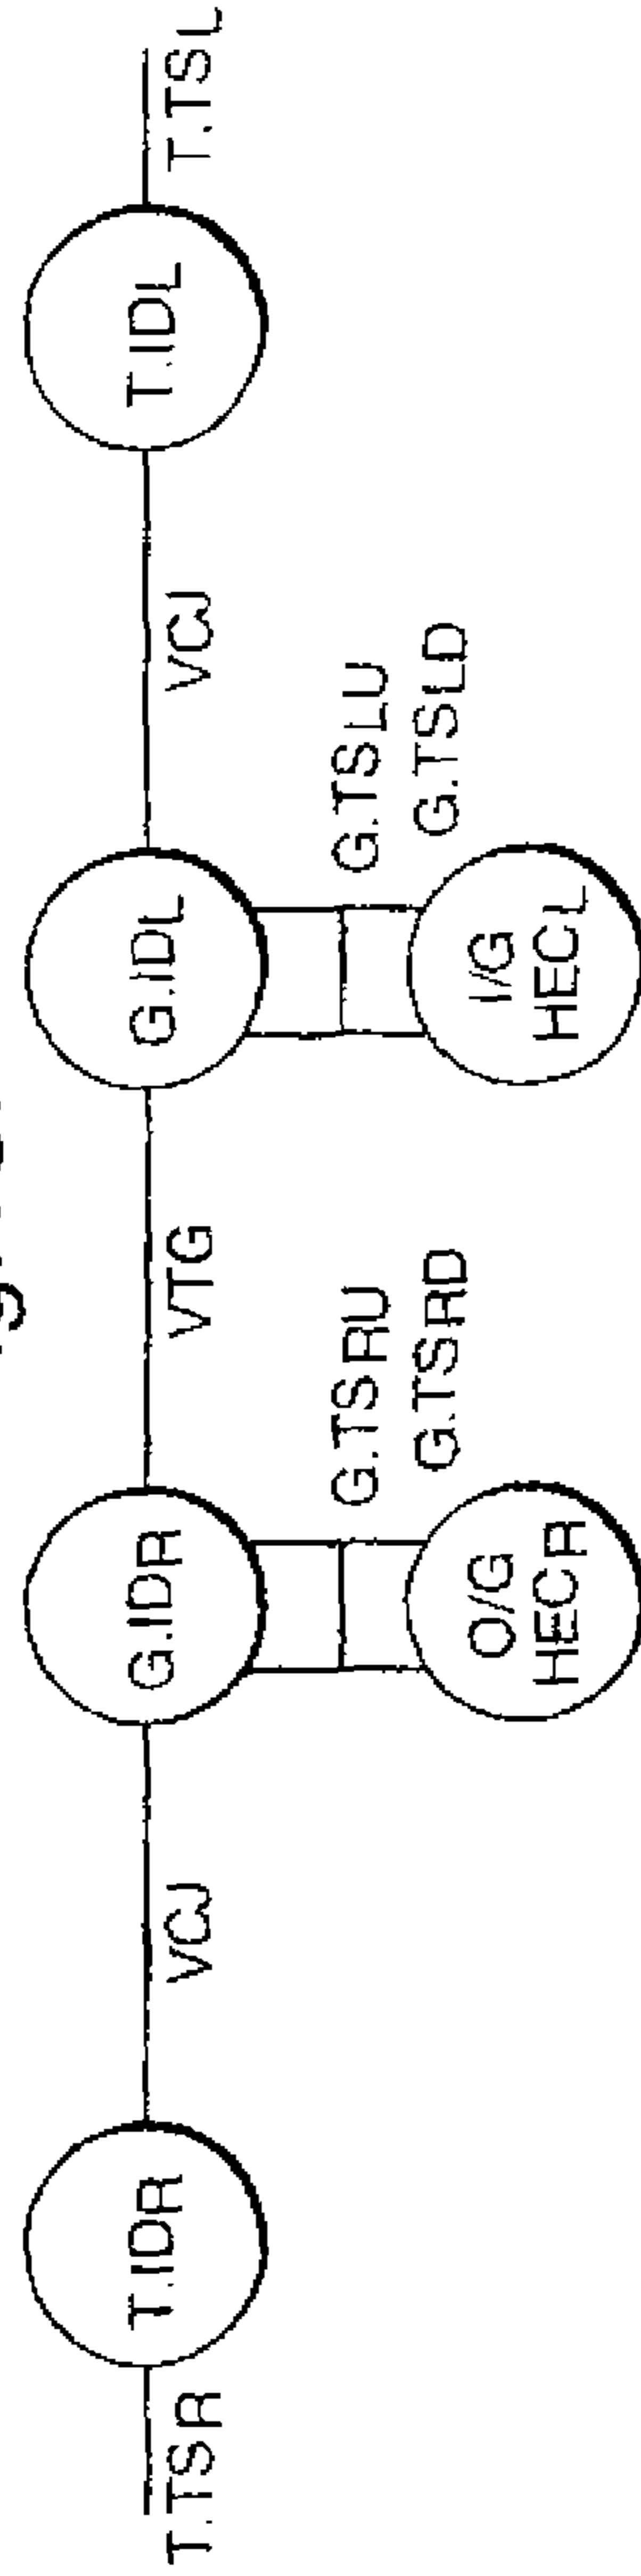 T.IDR
G.IDR
G.IDL
T.IDL
T.TSR
VCJ
VTG
VCJ
T.TSL
G.TSRU
G.TSRD
G.TSLU
G.TSLD
O/G
HECR
I/G
HECL